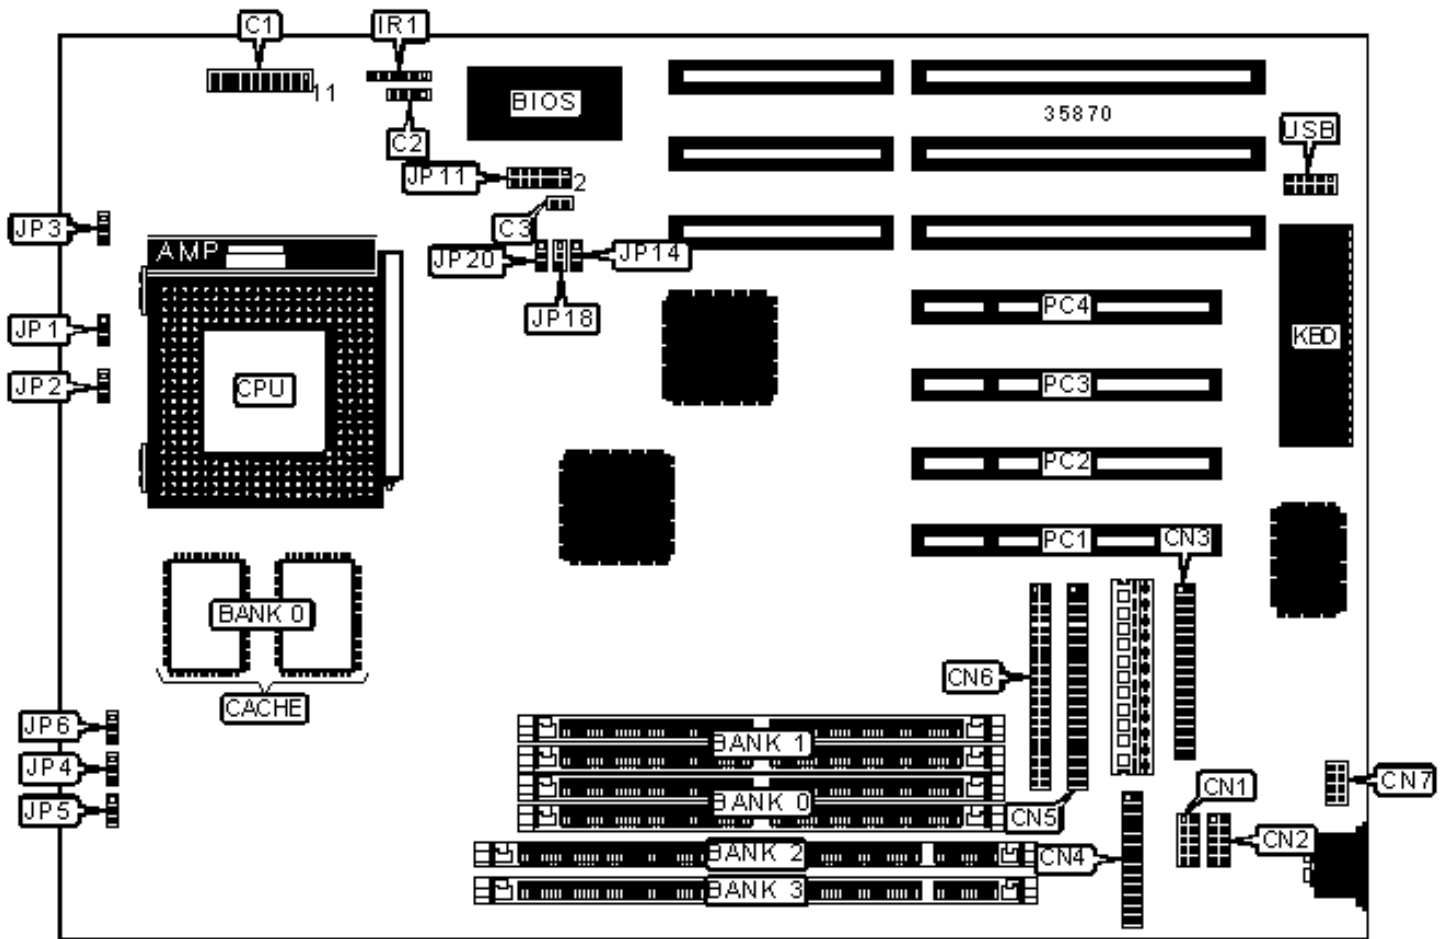 C1
IR1
11
BIOS
C2
35870
USB
JP11
2
JP3
C3
AMP
JP20
JP14
JP18
JP1
PC4
KBD
JP2
CPU
PC3
PC2
PC1
CN3
BANK 0
CN6
CACHE
JP6
BANK 1
JP4
CN1
CN7
JP5
BANK 0
CN5
CN2
BANK 2
CN4
BANK 3